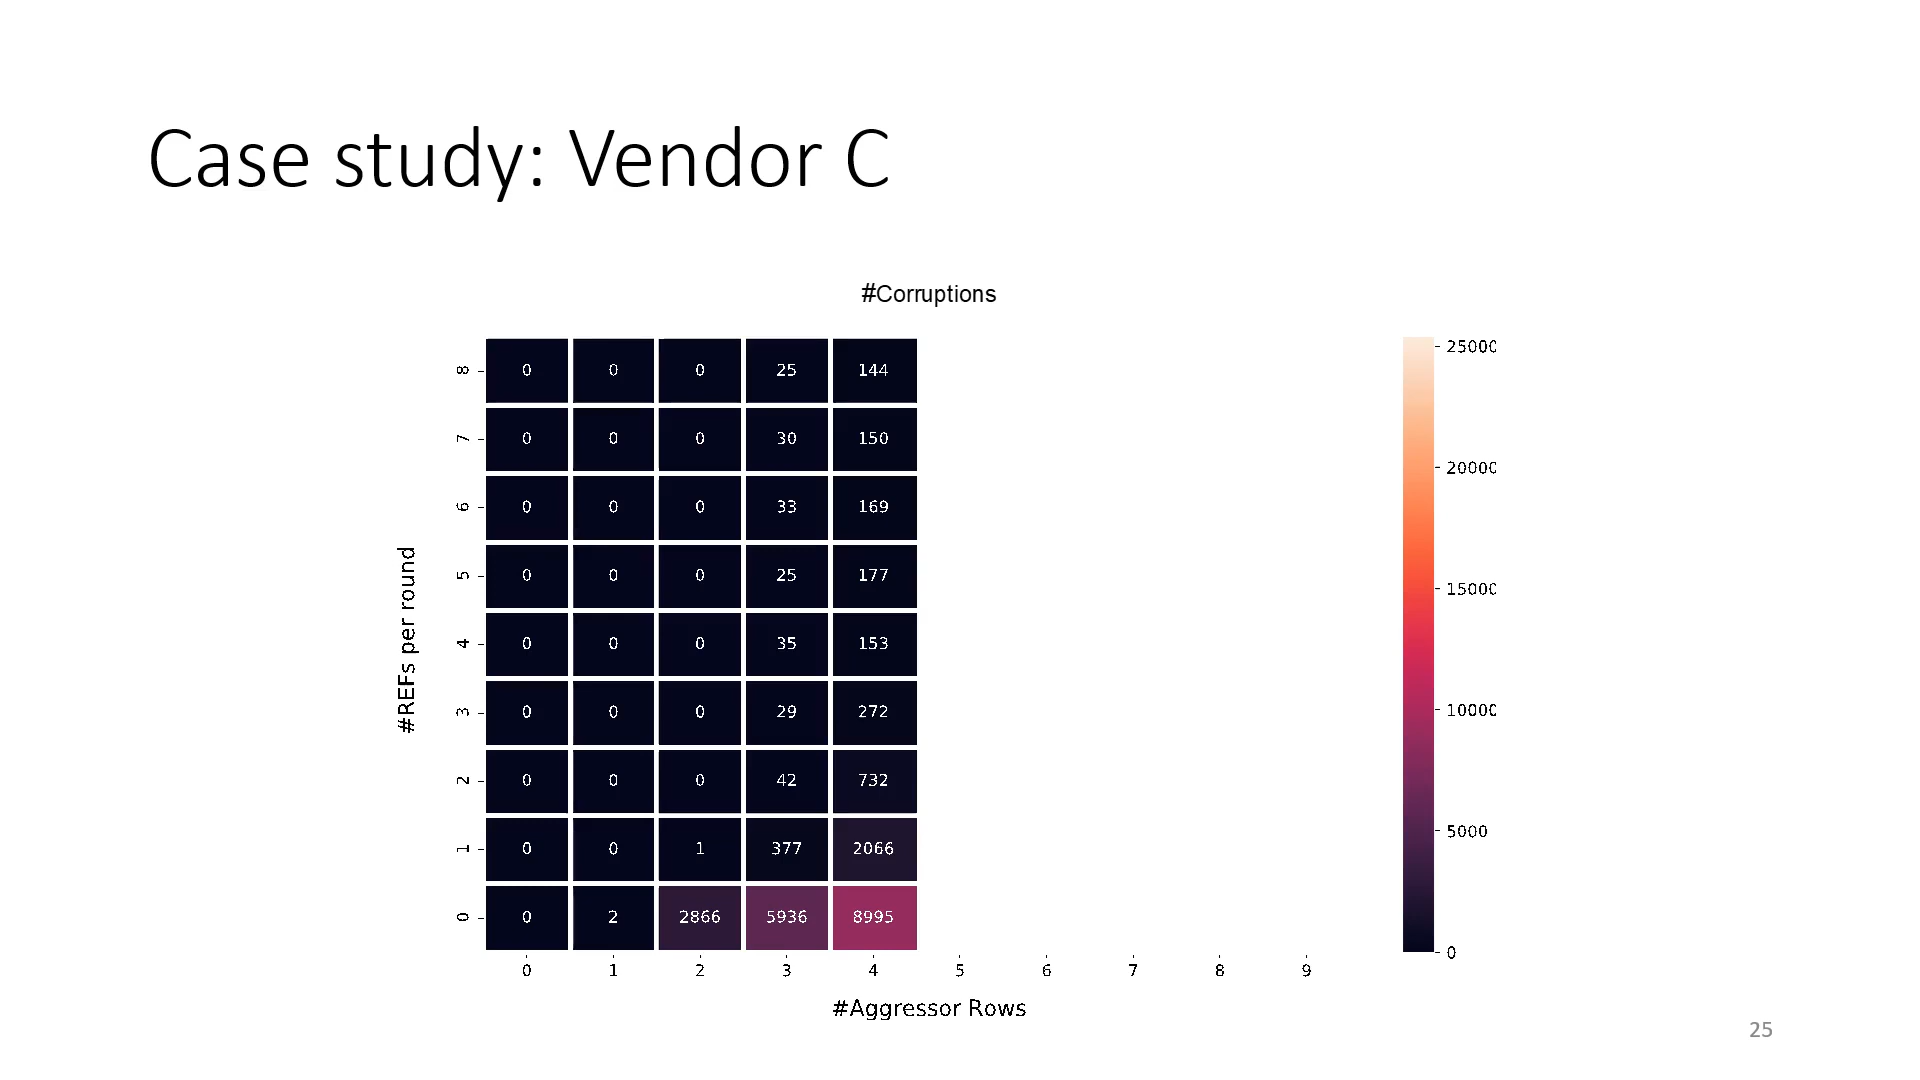 Case study: Vendor C
#Corruptions
8 0 0 0 25 144
7 0 0 0 30 150
6 0 0 0 33 169
5 0 0 0 25 177
4 0 0 0 35 153
3 0 0 0 29 272
2 0 0 0 42 732
1 0 0 1 377 2066
0 0 2 2866 5936 8995
0 1 2 3 4 5 6 7 8 9
#REFs per round
#Aggressor Rows
25000
20000
15000
10000
5000
0
25